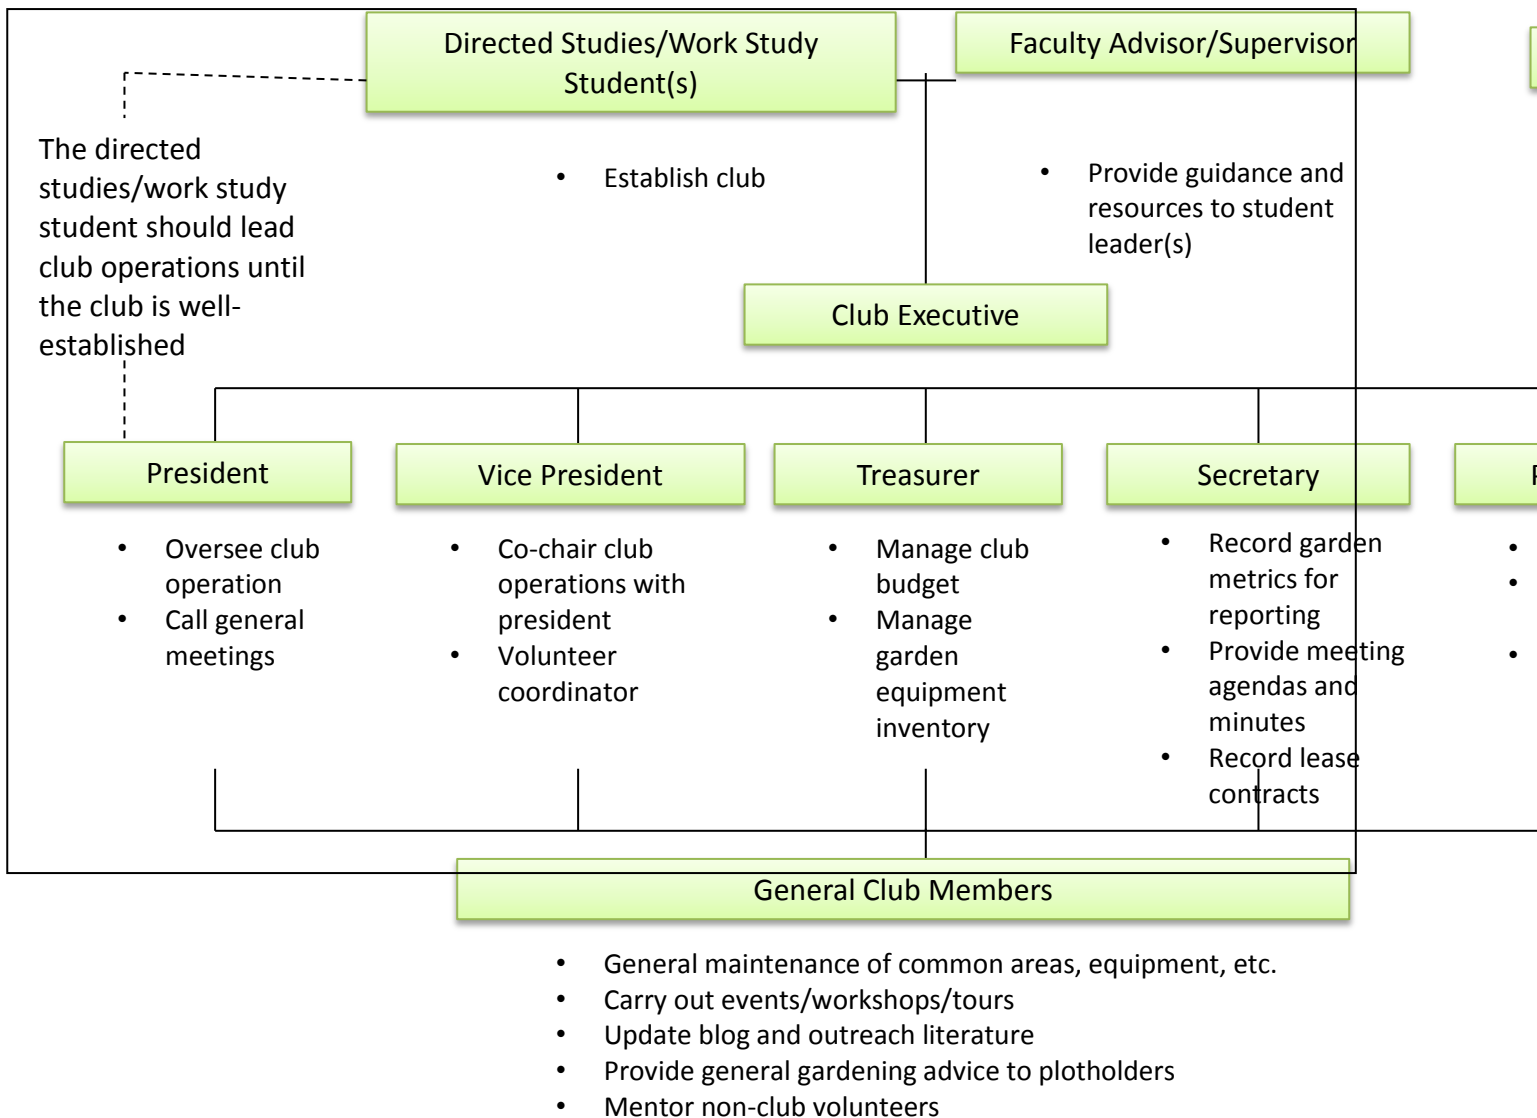 Directed Studies/Work Study
Student(s)
Faculty Advisor/Supervisor
The directed
studies/work study
student should lead
club operations until
the club is well-
established
• Establish club
• Provide guidance and
resources to student
leader(s)
Club Executive
President
Vice President
Treasurer
Secretary
• Oversee club
operation
• Call general
meetings
• Co-chair club
operations with
president
• Volunteer
coordinator
• Manage club
budget
• Manage
garden
equipment
inventory
• Record garden
metrics for
reporting
• Provide meeting
agendas and
minutes
• Record lease
contracts
General Club Members
• General maintenance of common areas, equipment, etc.
• Carry out events/workshops/tours
• Update blog and outreach literature
• Provide general gardening advice to plotholders
• Mentor non-club volunteers